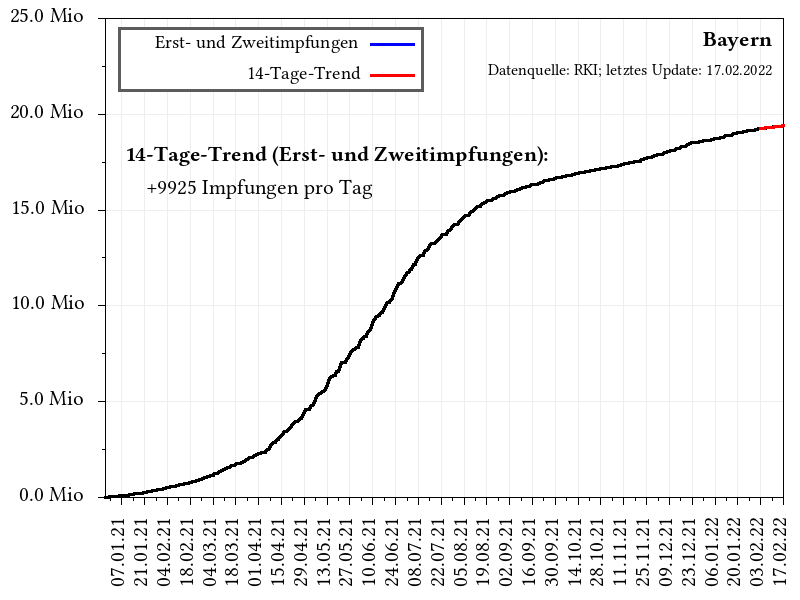 25.0 Mio
20.0 Mio
15.0 Mio
10.0 Mio
5.0 Mio
0.0 Mio
Erst- und Zweitimpfungen
14-Tage-Trend
Bayern
Datenquelle: RKI; letztes Update: 17.02.2022
14-Tage-Trend (Erst- und Zweitimpfungen):
+9925 Impfungen pro Tag
07.01.21
21.01.21
04.02.21
18.02.21
04.03.21
18.03.21
01.04.21
15.04.21
29.04.21
13.05.21
27.05.21
10.06.21
24.06.21
08.07.21
22.07.21
05.08.21
19.08.21
02.09.21
16.09.21
30.09.21
14.10.21
28.10.21
11.11.21
25.11.21
09.12.21
23.12.21
06.01.22
20.01.22
03.02.22
17.02.22